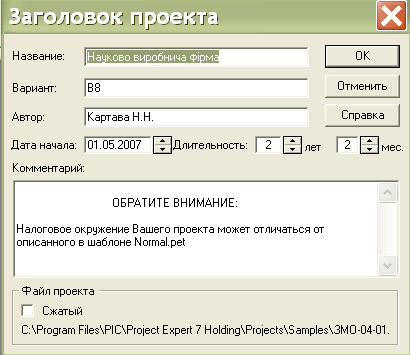 Заголовок проекта
Название: Науково виробнича фірма OK
Вариант: В8 Отменить
Автор: Картава Н.Н. Справка
Дата начала: 01.05.2007 Длительность: 2 лет 2 мес.
Комментарий:
ОБРАТИТЕ ВНИМАНИЕ:
Налоговое окружение Вашего проекта может отличаться от
описанного в шаблоне Normal.pet
Файл проекта
Сжатый
C:\Program Files\PIC\Project Expert 7 Holding\Projects\Samples\ЗМО-04-01.